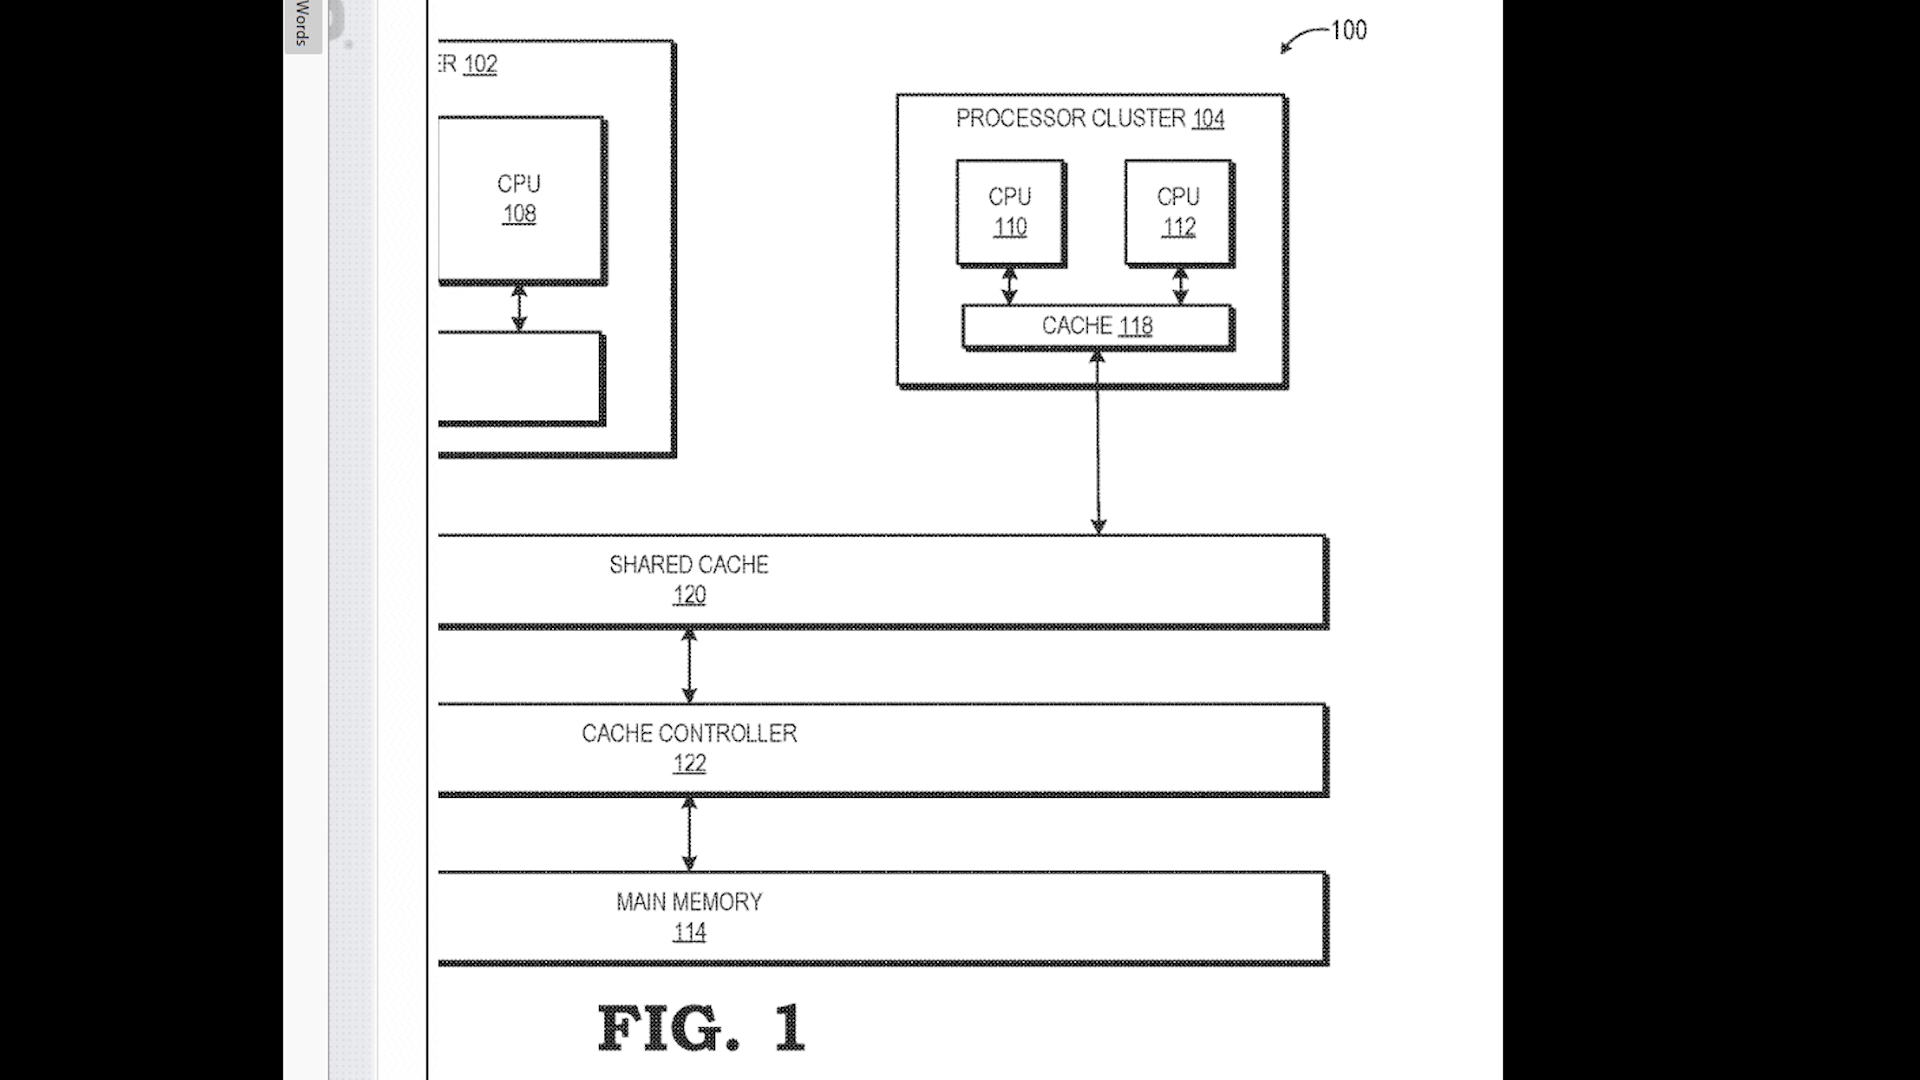 Words
100
ER 102
PROCESSOR CLUSTER 104
CPU
108
CPU
110
CPU
112
CACHE 118
SHARED CACHE
120
CACHE CONTROLLER
122
MAIN MEMORY
114
FIG. 1